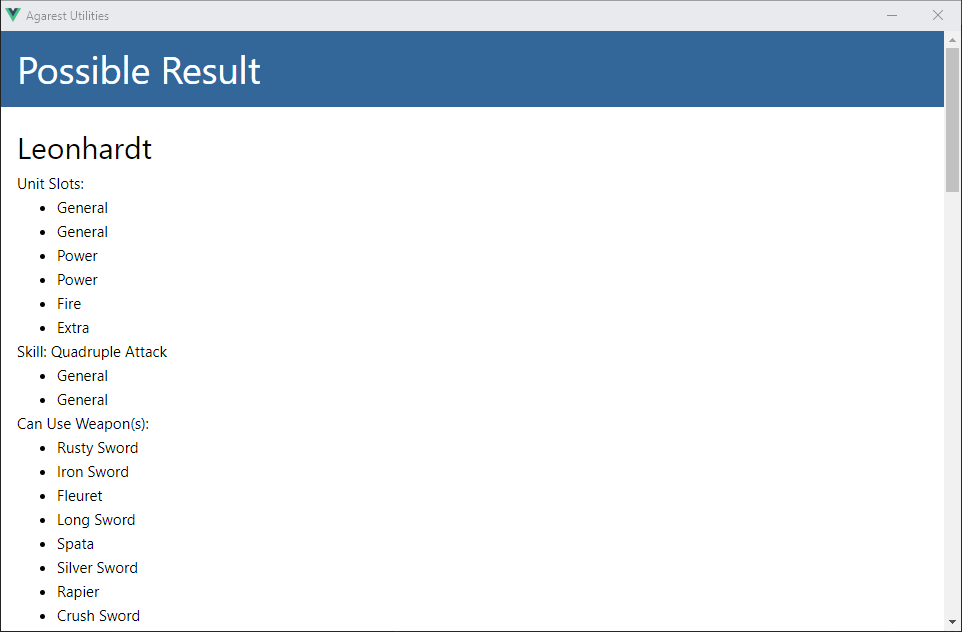 Agarest Utilities
Possible Result
Leonhardt
Unit Slots:
General
General
Power
Power
Fire
Extra
Skill: Quadruple Attack
General
General
Can Use Weapon(s):
Rusty Sword
Iron Sword
Fleuret
Long Sword
Spata
Silver Sword
Rapier
Crush Sword